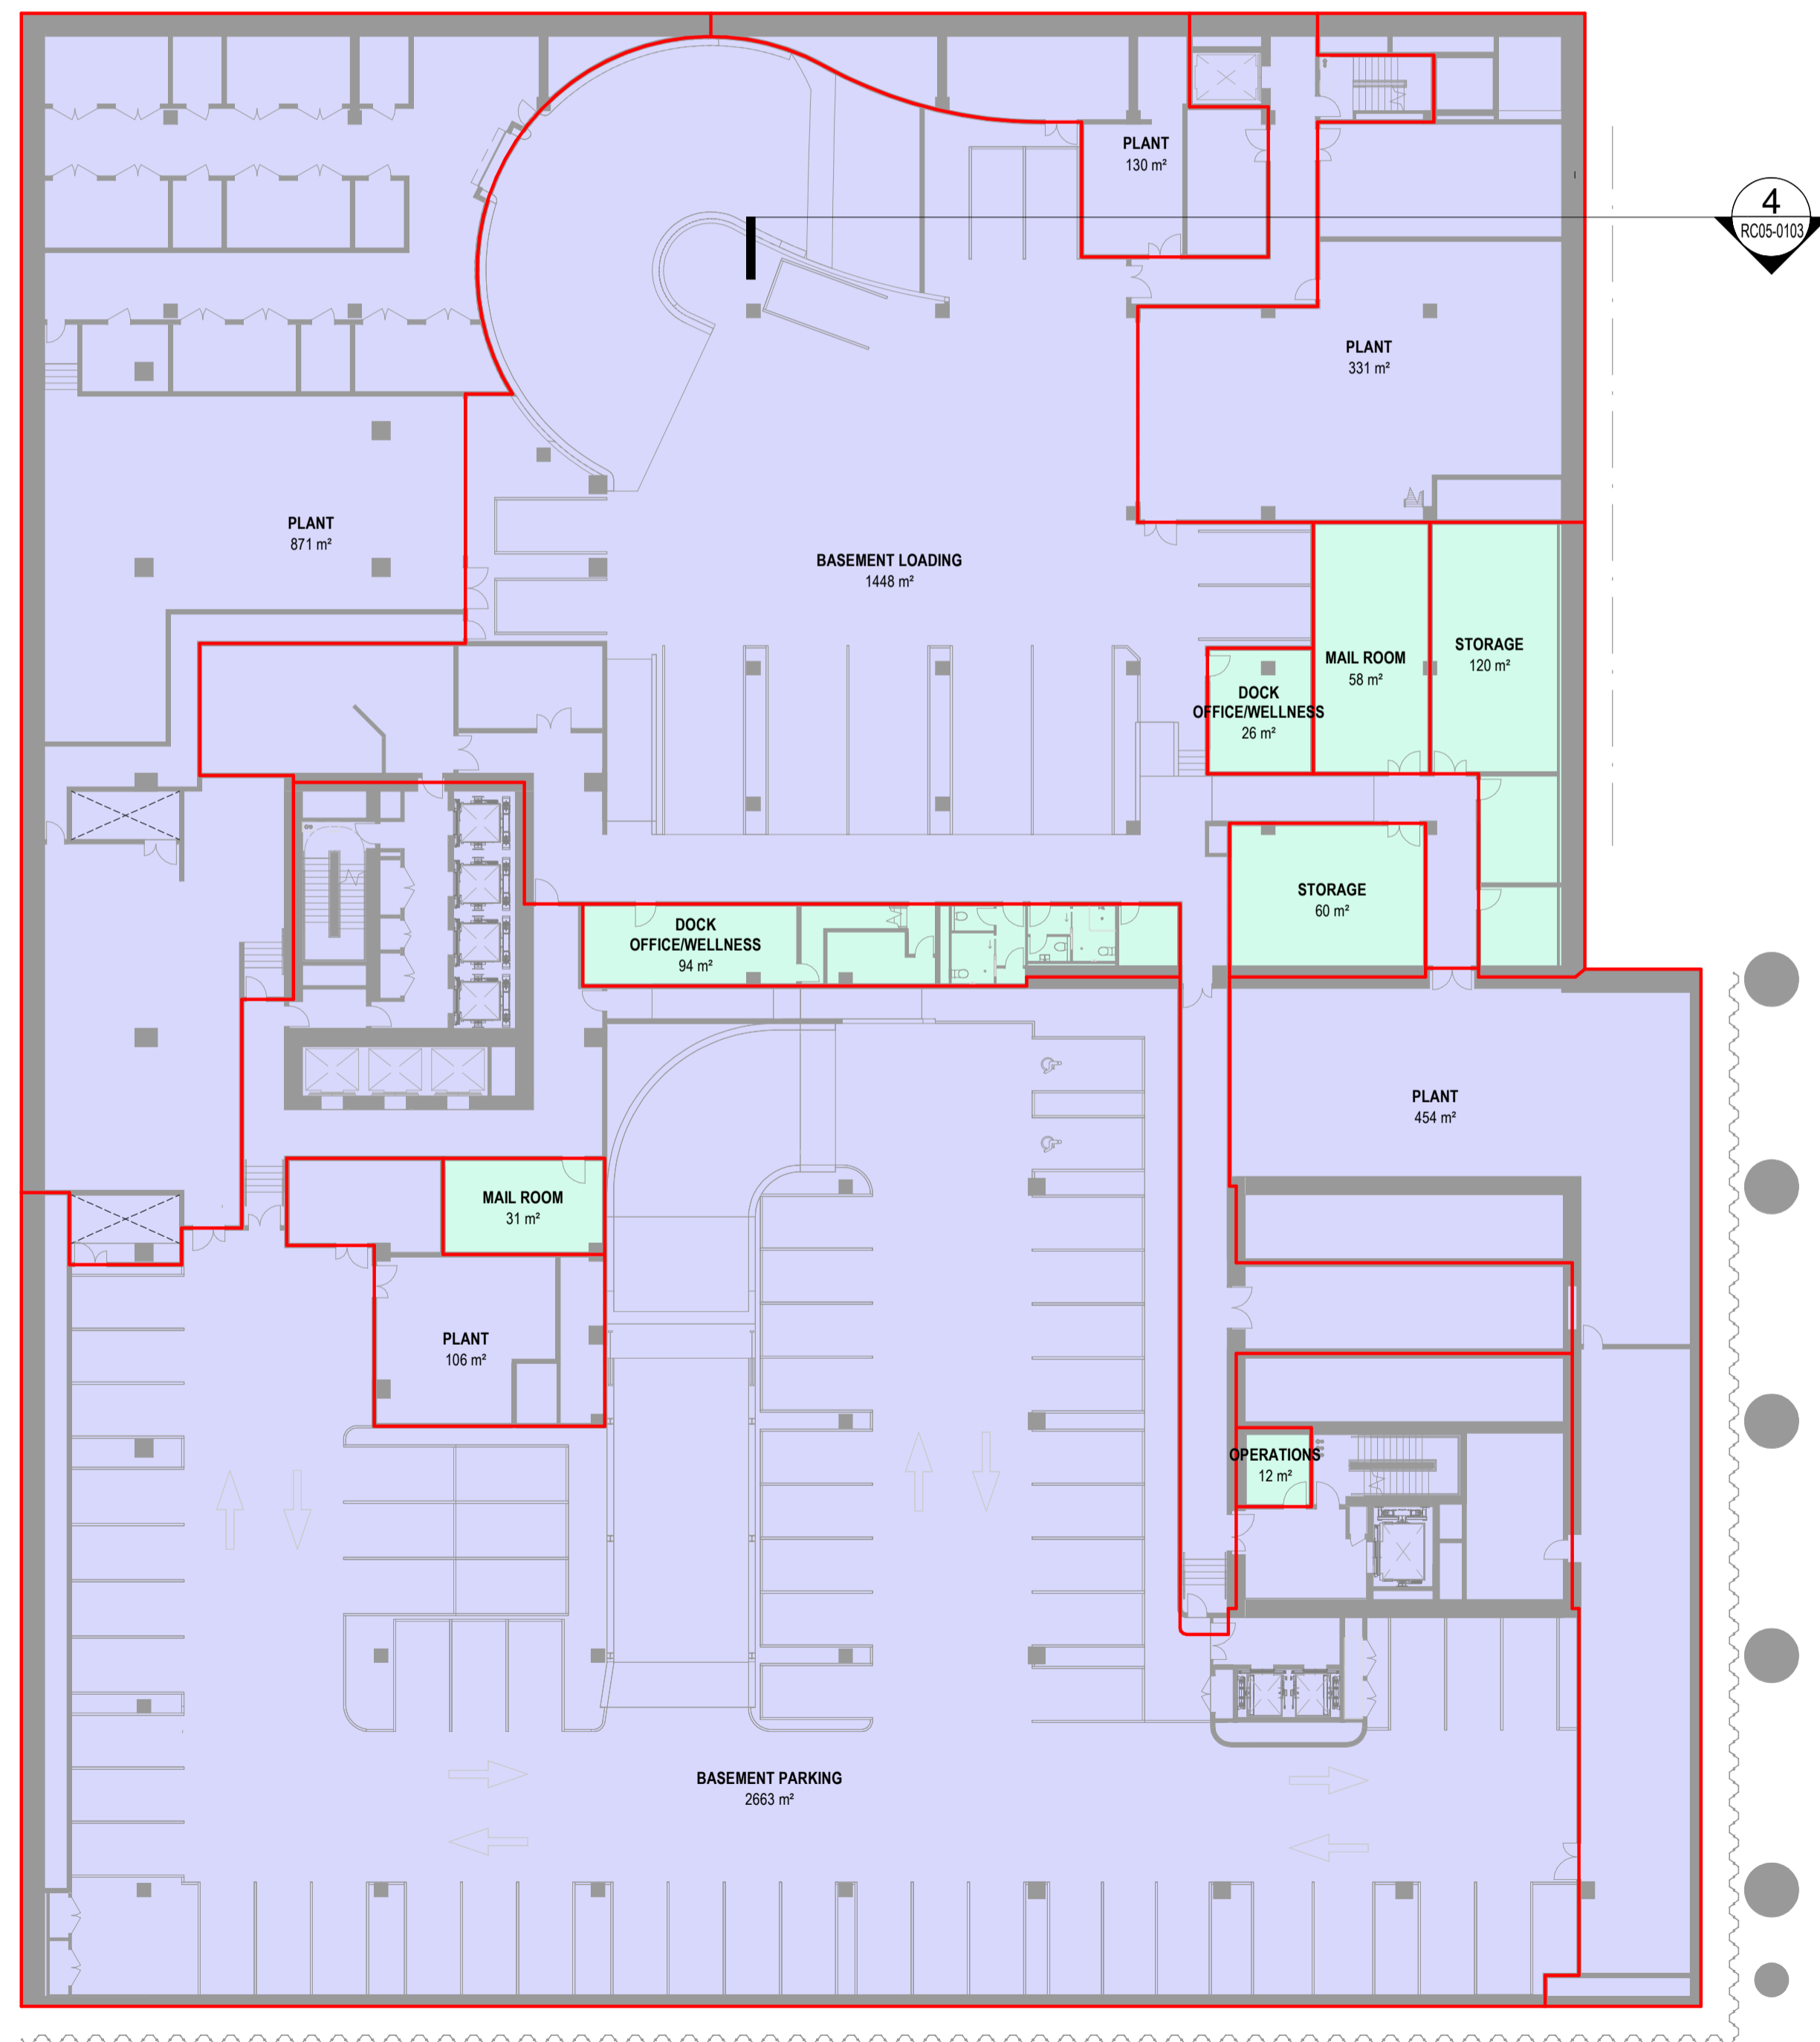 PLANT
130 m²
4
RC05-0103
PLANT
331 m²
PLANT
871 m²
BASEMENT LOADING
1448 m²
STORAGE
120 m²
MAIL ROOM
58 m²
DOCK
OFFICE/WELLNESS
26 m²
STORAGE
60 m²
DOCK
OFFICE/WELLNESS
94 m²
PLANT
454 m²
MAIL ROOM
31 m²
PLANT
106 m²
OPERATIONS
12 m²
BASEMENT PARKING
2663 m²